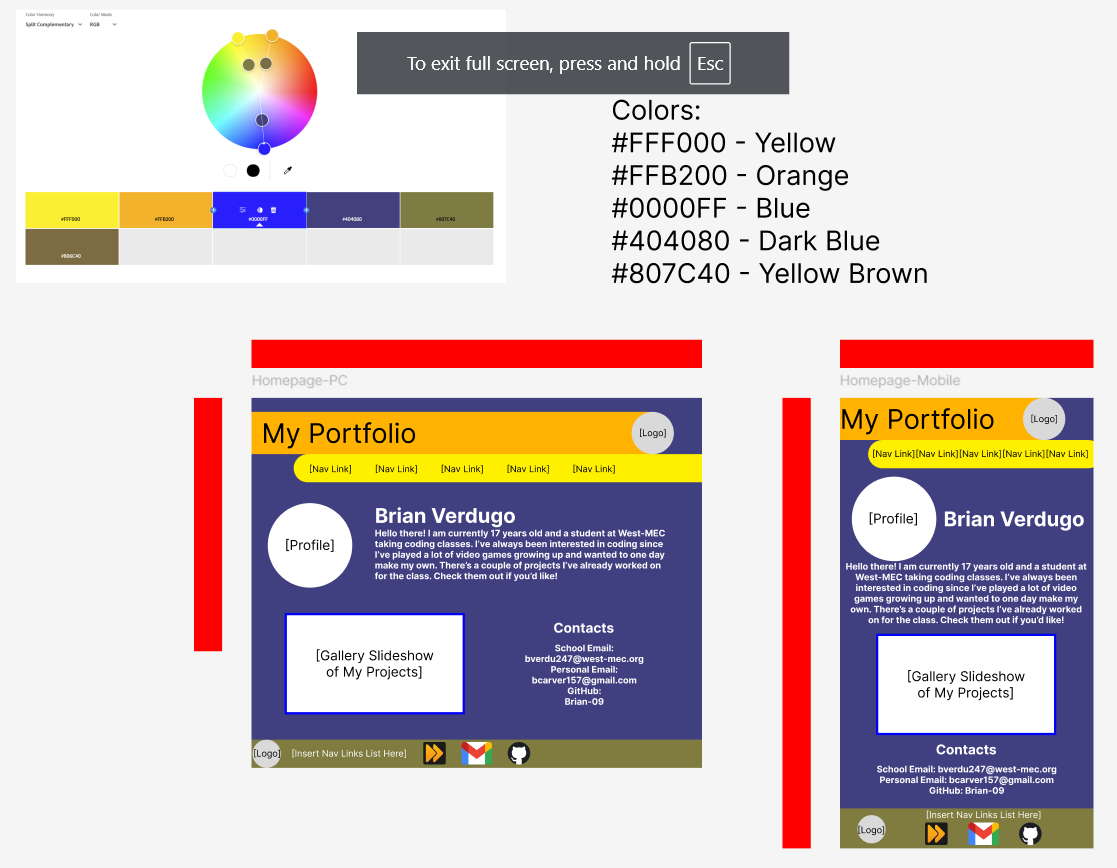 Color Harmony
Color Mode
Split Complementary
RGB
To exit full screen, press and hold Esc
Colors:
#FFF000 - Yellow
#FFB200 - Orange
#0000FF - Blue
#404080 - Dark Blue
#807C40 - Yellow Brown
#FFF000
#FFB200
#0000FF
#404080
#807C40
#806C40
Homepage-PC
My Portfolio
[Logo]
[Nav Link] [Nav Link] [Nav Link] [Nav Link] [Nav Link]
[Profile]
Brian Verdugo
Hello there! I am currently 17 years old and a student at West-MEC
taking coding classes. I've always been interested in coding since
I've played a lot of video games growing up and wanted to one day
make my own. There's a couple of projects I've already worked on
for the class. Check them out if you'd like!
[Gallery Slideshow
of My Projects]
Contacts
School Email:
bverdu247@west-mec.org
Personal Email:
bcarver157@gmail.com
GitHub:
Brian-09
[Logo]
[Insert Nav Links List Here]
Homepage-Mobile
My Portfolio
[Logo]
[Nav Link][Nav Link][Nav Link][Nav Link][Nav Link]
[Profile]
Brian Verdugo
Hello there! I am currently 17 years old and a student at
West-MEC taking coding classes. I've always been
interested in coding since I've played a lot of video
games growing up and wanted to one day make my
own. There's a couple of projects I've already worked
on for the class. Check them out if you'd like!
[Gallery Slideshow
of My Projects]
Contacts
School Email: bverdu247@west-mec.org
Personal Email: bcarver157@gmail.com
GitHub: Brian-09
[Insert Nav Links List Here]
[Logo]